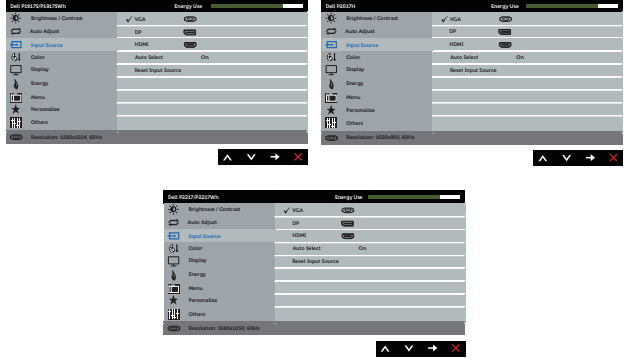 Dell P1917S/P1917SWh Energy Use
Brightness / Contrast VGA
Auto Adjust DP
Input Source HDMI
Color Auto Select On
Display Reset Input Source
Energy
Menu
Personalize
Others
Resolution: 1280x1024, 60Hz
Dell P2017H Energy Use
Brightness / Contrast VGA
Auto Adjust DP
Input Source HDMI
Color Auto Select On
Display Reset Input Source
Energy
Menu
Personalize
Others
Resolution: 1600x900, 60Hz
Dell P2217/P2217Wh Energy Use
Brightness / Contrast VGA
Auto Adjust DP
Input Source HDMI
Color Auto Select On
Display Reset Input Source
Energy
Menu
Personalize
Others
Resolution: 1680x1050, 60Hz